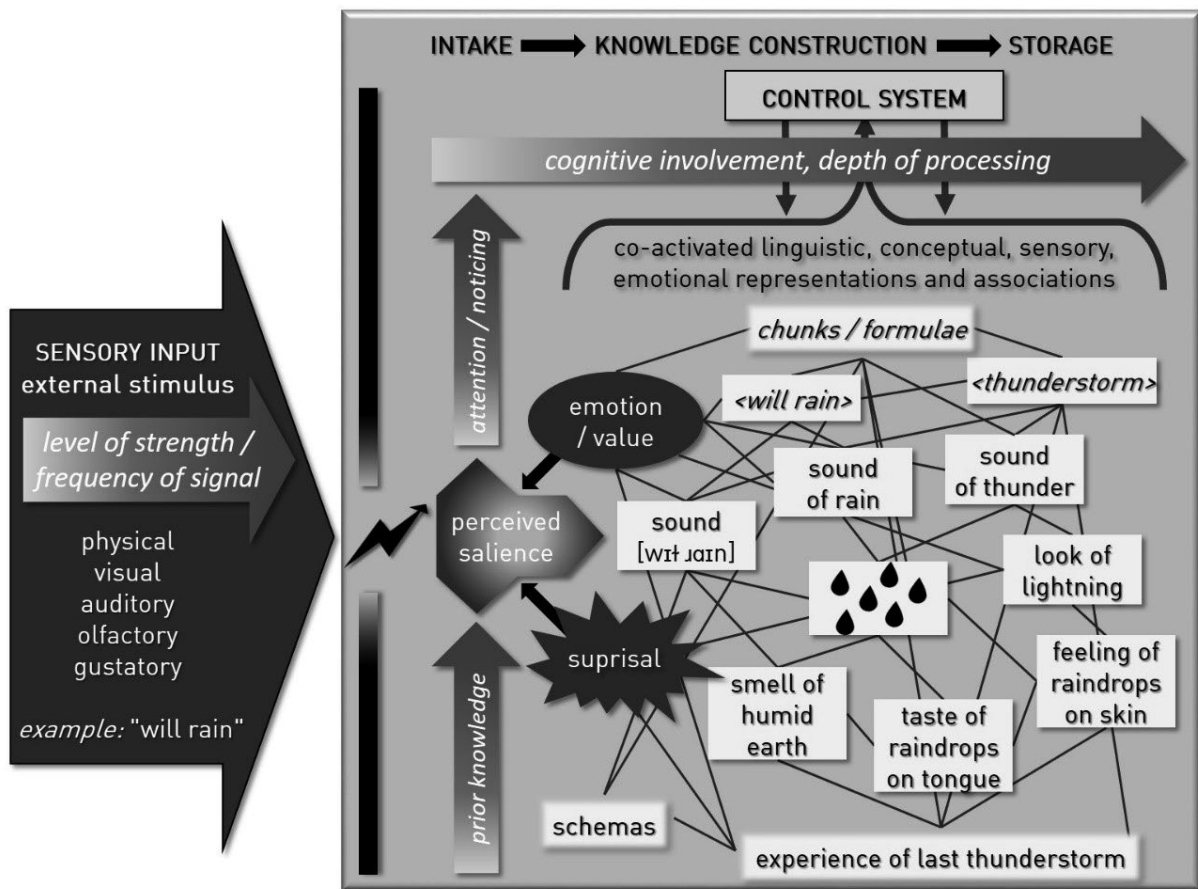 INTAKE KNOWLEDGE CONSTRUCTION STORAGE
CONTROL SYSTEM
cognitive involvement, depth of processing
co-activated linguistic, conceptual, sensory,
emotional representations and associations
SENSORY INPUT
external stimulus
level of strength /
frequency of signal
physical
visual
auditory
olfactory
gustatory
example: "will rain"
attention / noticing
perceived
salience
prior knowledge
emotion
/ value
suprisal
chunks / formulae
<will rain>
<thunderstorm>
sound
of rain
sound
of thunder
sound
[wɪɫ ɹaɪn]
look of
lightning
feeling of
raindrops
on skin
smell of
humid
earth
taste of
raindrops
on tongue
schemas
experience of last thunderstorm